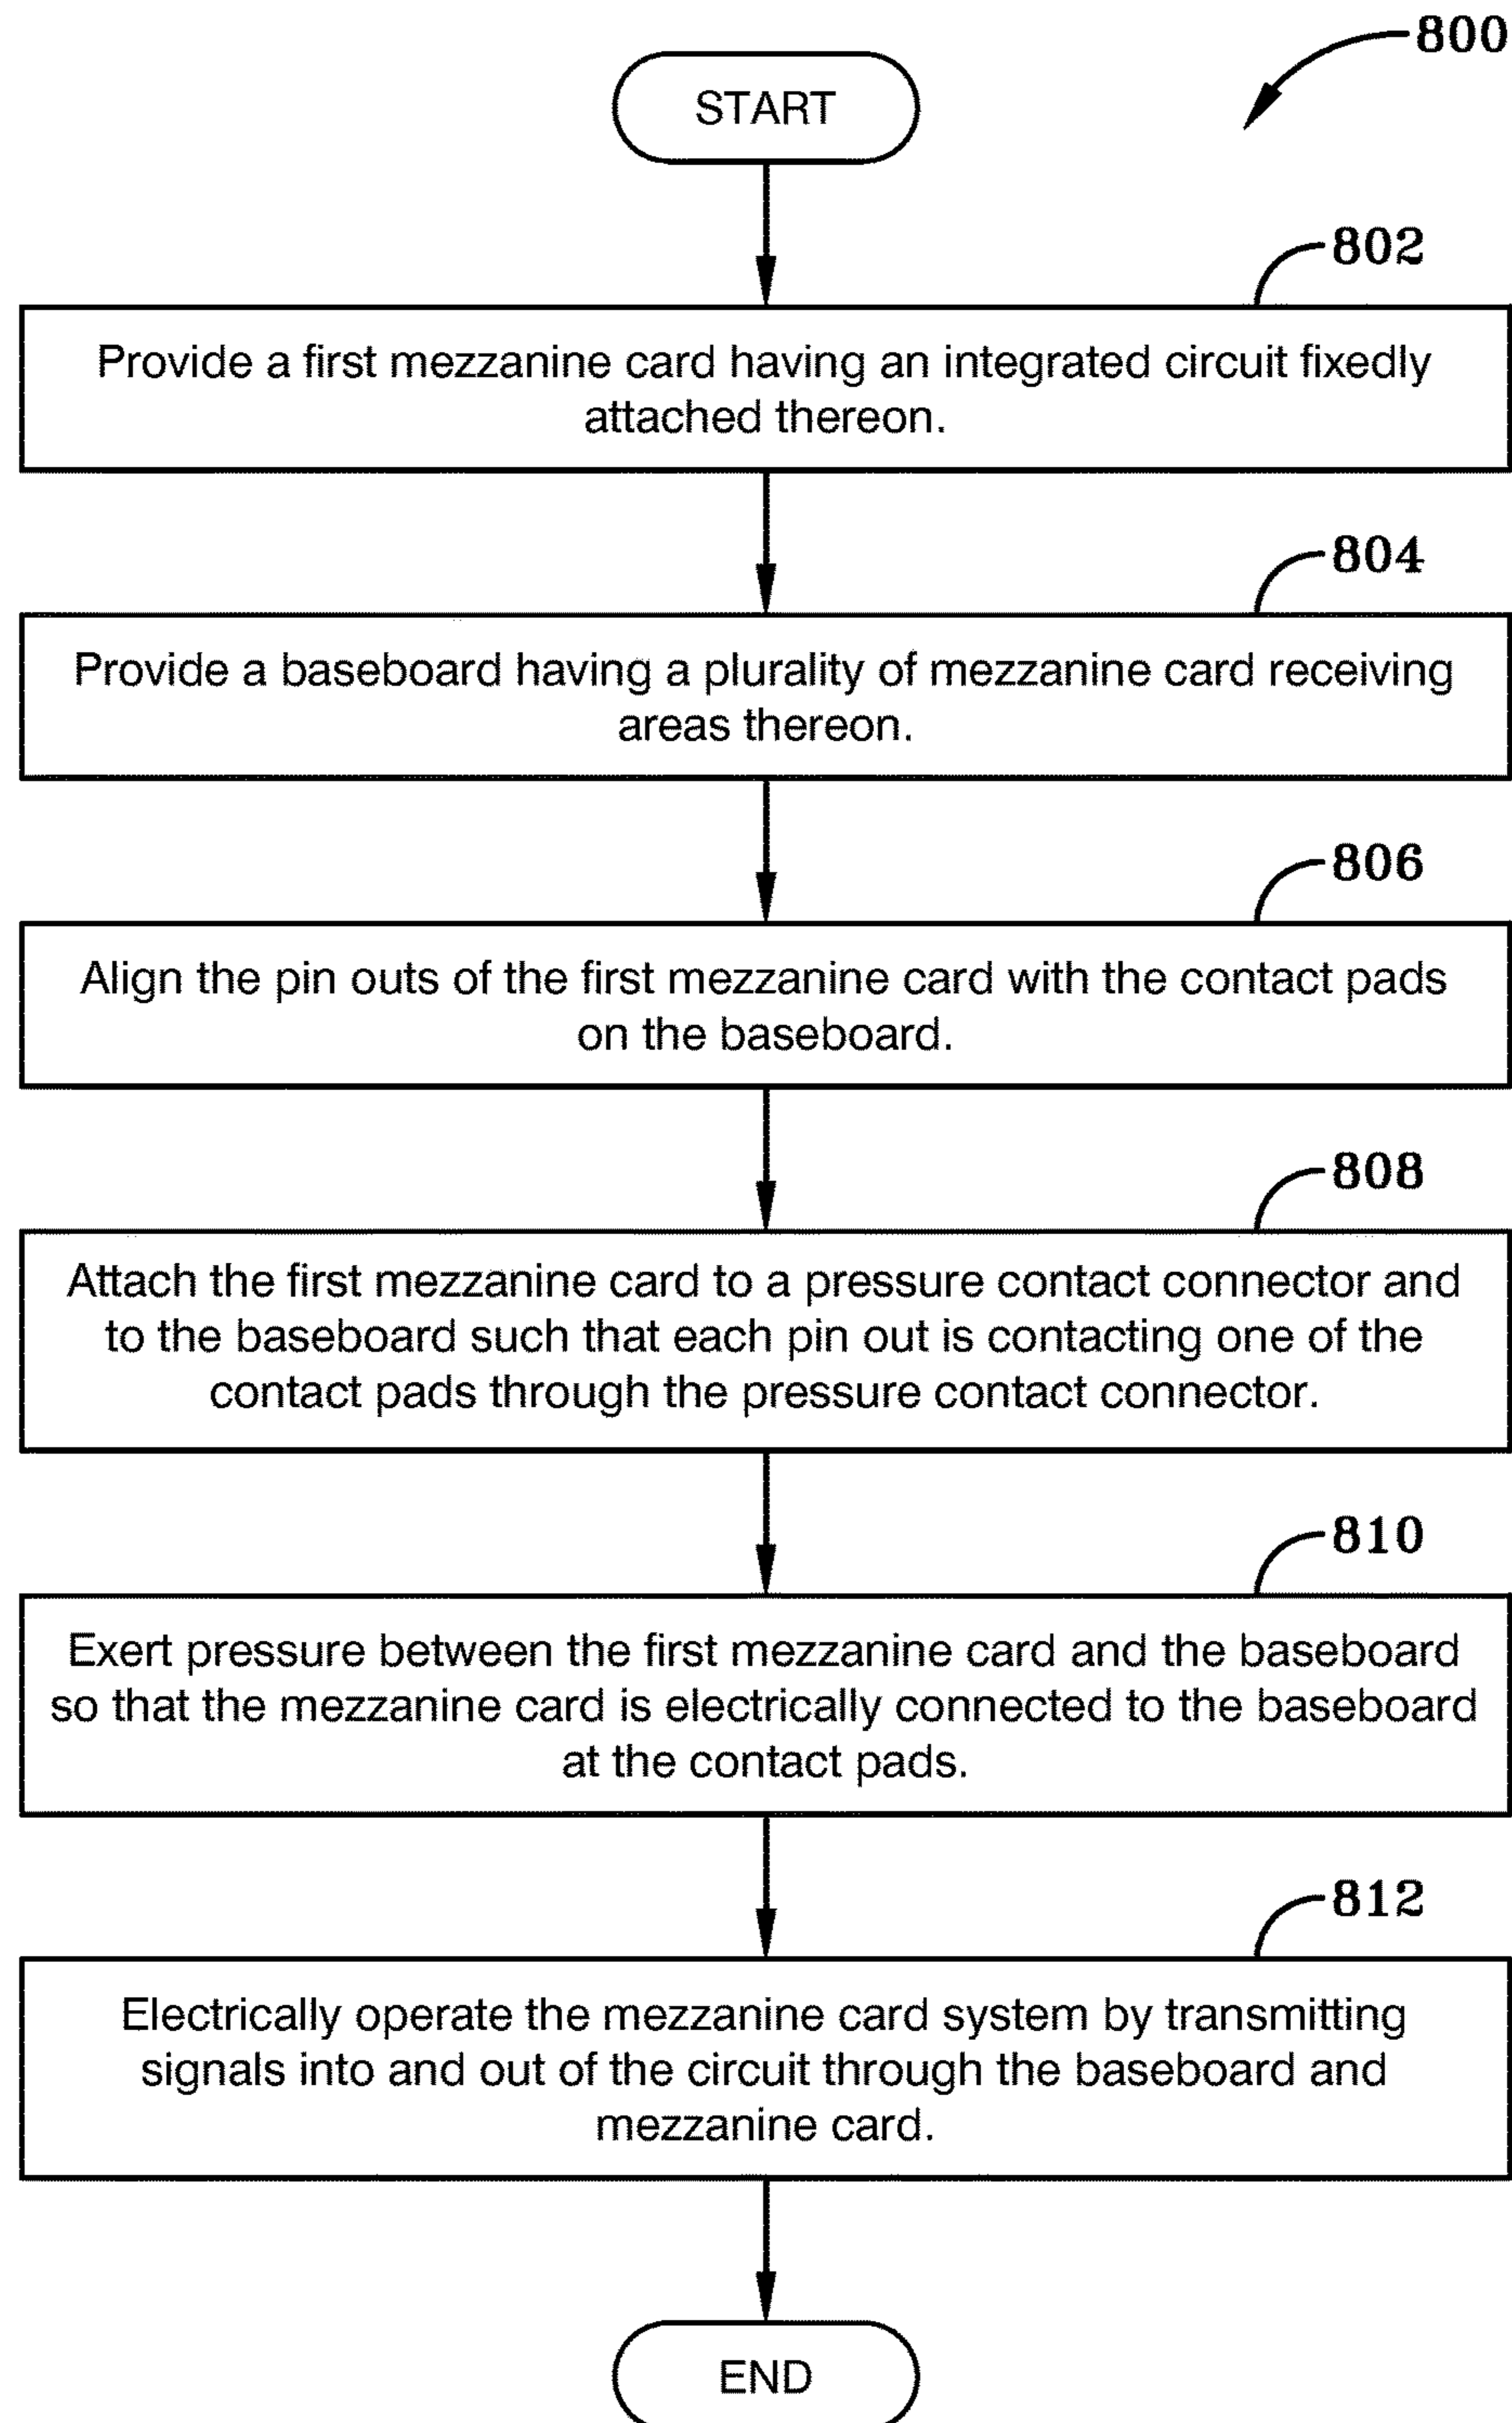 800
START
802
Provide a first mezzanine card having an integrated circuit fixedly
attached thereon.
804
Provide a baseboard having a plurality of mezzanine card receiving
areas thereon.
806
Align the pin outs of the first mezzanine card with the contact pads
on the baseboard.
808
Attach the first mezzanine card to a pressure contact connector and
to the baseboard such that each pin out is contacting one of the
contact pads through the pressure contact connector.
810
Exert pressure between the first mezzanine card and the baseboard
so that the mezzanine card is electrically connected to the baseboard
at the contact pads.
812
Electrically operate the mezzanine card system by transmitting
signals into and out of the circuit through the baseboard and
mezzanine card.
END